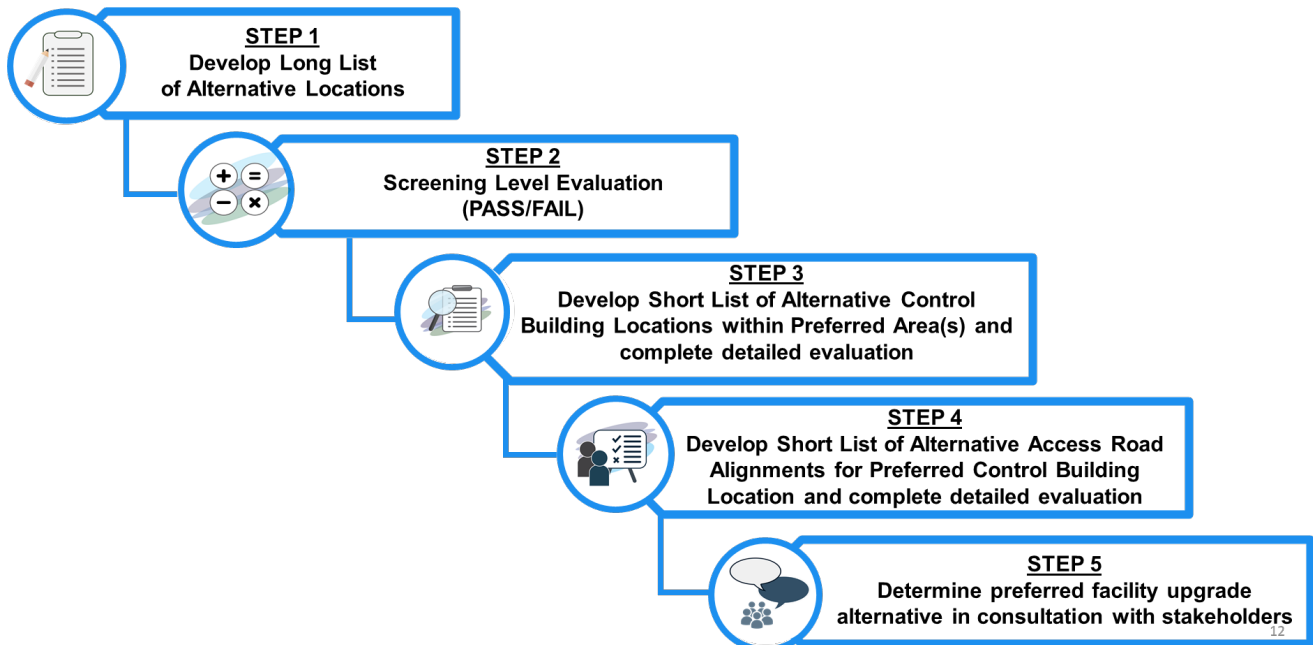 STEP 1
Develop Long List
of Alternative Locations
STEP 2
Screening Level Evaluation
(PASS/FAIL)
STEP 3
Develop Short List of Alternative Control
Building Locations within Preferred Area(s) and
complete detailed evaluation
STEP 4
Develop Short List of Alternative Access Road
Alignments for Preferred Control Building
Location and complete detailed evaluation
STEP 5
Determine preferred facility upgrade
alternative in consultation with stakeholders
12